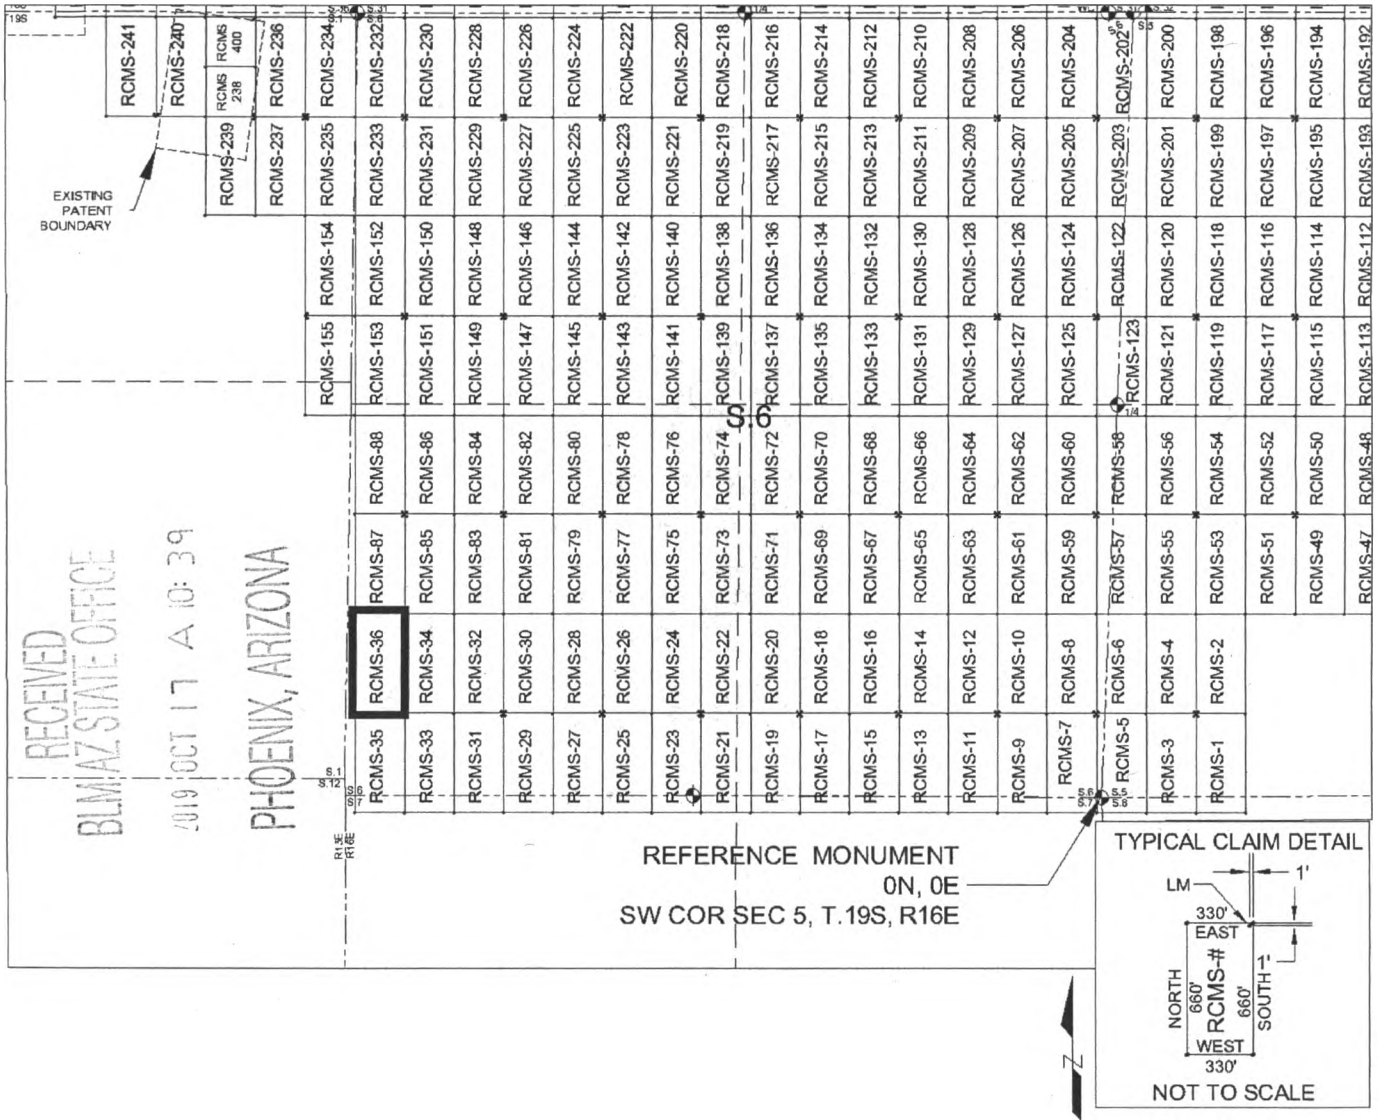 19S
S.36 S.31
S.1 S.6
1/4
WC S.31 S.32
S.6 S.5
RCMS-241
RCMS-240
RCMS 400
RCMS 238
RCMS-236
RCMS-234
RCMS-232
RCMS-230
RCMS-228
RCMS-226
RCMS-224
RCMS-222
RCMS-220
RCMS-218
RCMS-216
RCMS-214
RCMS-212
RCMS-210
RCMS-208
RCMS-206
RCMS-204
RCMS-202
RCMS-200
RCMS-198
RCMS-196
RCMS-194
RCMS-192
RCMS-239
RCMS-237
RCMS-235
RCMS-233
RCMS-231
RCMS-229
RCMS-227
RCMS-225
RCMS-223
RCMS-221
RCMS-219
RCMS-217
RCMS-215
RCMS-213
RCMS-211
RCMS-209
RCMS-207
RCMS-205
RCMS-203
RCMS-201
RCMS-199
RCMS-197
RCMS-195
RCMS-193
EXISTING
PATENT
BOUNDARY
RCMS-154
RCMS-152
RCMS-150
RCMS-148
RCMS-146
RCMS-144
RCMS-142
RCMS-140
RCMS-138
RCMS-136
RCMS-134
RCMS-132
RCMS-130
RCMS-128
RCMS-126
RCMS-124
RCMS-122
RCMS-120
RCMS-118
RCMS-116
RCMS-114
RCMS-112
RCMS-155
RCMS-153
RCMS-151
RCMS-149
RCMS-147
RCMS-145
RCMS-143
RCMS-141
RCMS-139
RCMS-137
RCMS-135
RCMS-133
RCMS-131
RCMS-129
RCMS-127
RCMS-125
RCMS-123
RCMS-121
RCMS-119
RCMS-117
RCMS-115
RCMS-113
S.6
1/4
RCMS-88
RCMS-86
RCMS-84
RCMS-82
RCMS-80
RCMS-78
RCMS-76
RCMS-74
RCMS-72
RCMS-70
RCMS-68
RCMS-66
RCMS-64
RCMS-62
RCMS-60
RCMS-58
RCMS-56
RCMS-54
RCMS-52
RCMS-50
RCMS-48
RCMS-87
RCMS-85
RCMS-83
RCMS-81
RCMS-79
RCMS-77
RCMS-75
RCMS-73
RCMS-71
RCMS-69
RCMS-67
RCMS-65
RCMS-63
RCMS-61
RCMS-59
RCMS-57
RCMS-55
RCMS-53
RCMS-51
RCMS-49
RCMS-47
RECEIVED
BLM AZ STATE OFFICE
2019 OCT 17 A 10: 39
PHOENIX, ARIZONA
RCMS-36
RCMS-34
RCMS-32
RCMS-30
RCMS-28
RCMS-26
RCMS-24
RCMS-22
RCMS-20
RCMS-18
RCMS-16
RCMS-14
RCMS-12
RCMS-10
RCMS-8
RCMS-6
RCMS-4
RCMS-2
RCMS-35
RCMS-33
RCMS-31
RCMS-29
RCMS-27
RCMS-25
RCMS-23
RCMS-21
RCMS-19
RCMS-17
RCMS-15
RCMS-13
RCMS-11
RCMS-9
RCMS-7
RCMS-5
RCMS-3
RCMS-1
S.1
S.12
S.6
S.7
S.6 S.5
S.7 S.8
R15E
R16E
REFERENCE MONUMENT
0N, 0E
SW COR SEC 5, T.19S, R16E
TYPICAL CLAIM DETAIL
1'
LM
330'
EAST
1'
NORTH
660'
RCMS-#
660'
SOUTH
WEST
330'
NOT TO SCALE
N